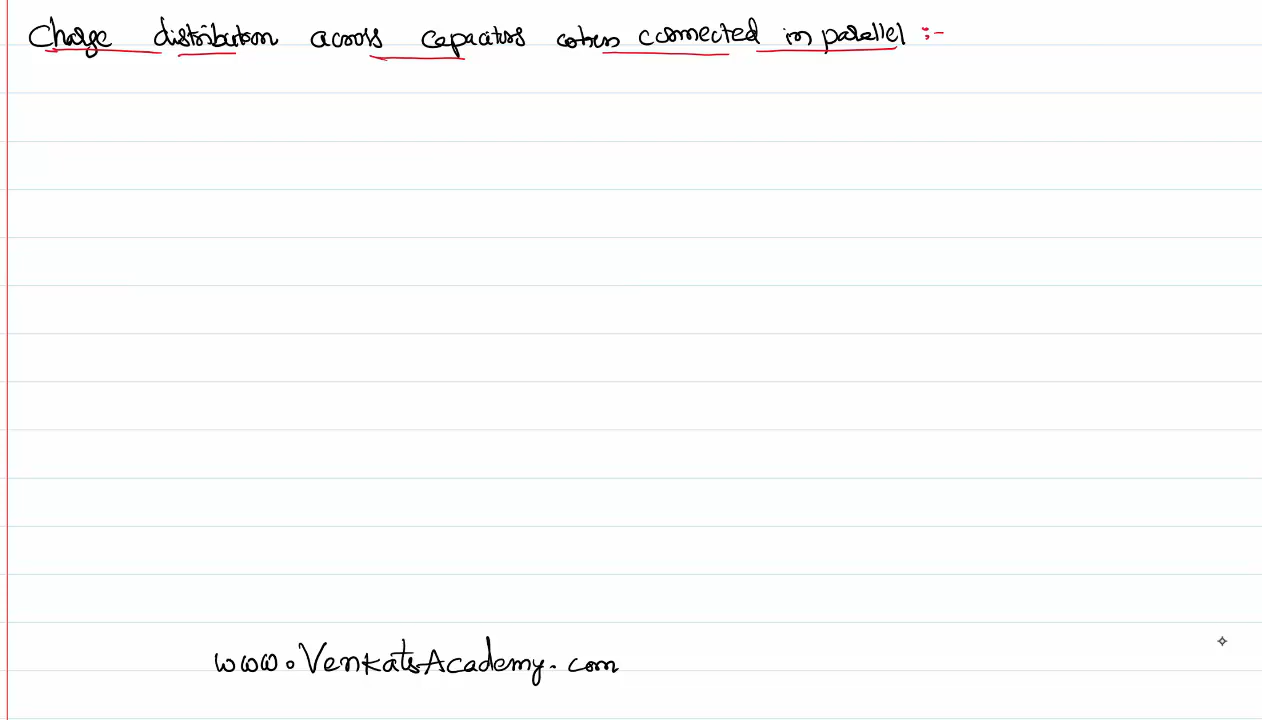 Charge distribution across capacitors when connected in parallel :-
www.VenkatsAcademy.com